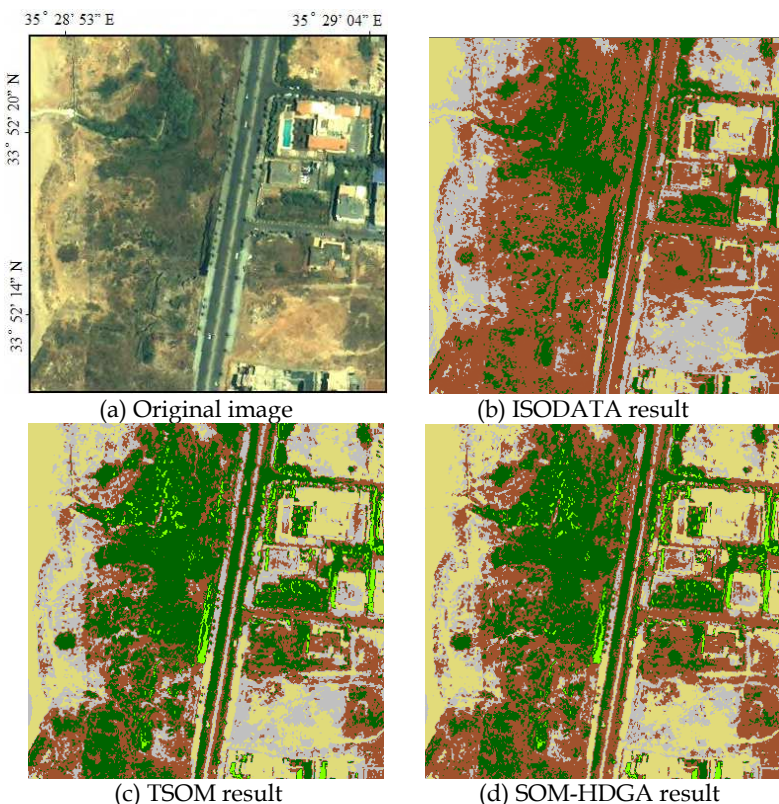 35° 28' 53” E
35° 29' 04” E
33° 52' 20” N
33° 52' 14” N
(a) Original image
(b) ISODATA result
(c) TSOM result
(d) SOM-HDGA result